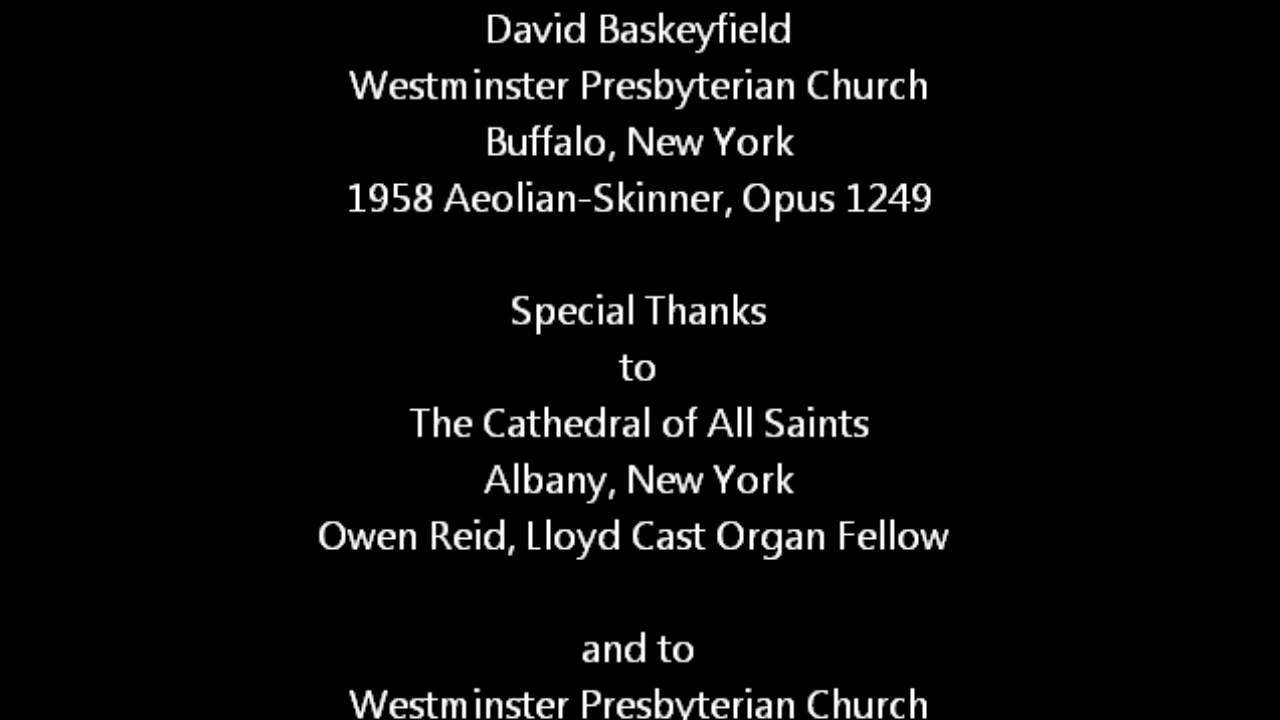 David Baskeyfield
Westminster Presbyterian Church
Buffalo, New York
1958 Aeolian-Skinner, Opus 1249
Special Thanks
to
The Cathedral of All Saints
Albany, New York
Owen Reid, Lloyd Cast Organ Fellow
and to
Westminster Presbyterian Church